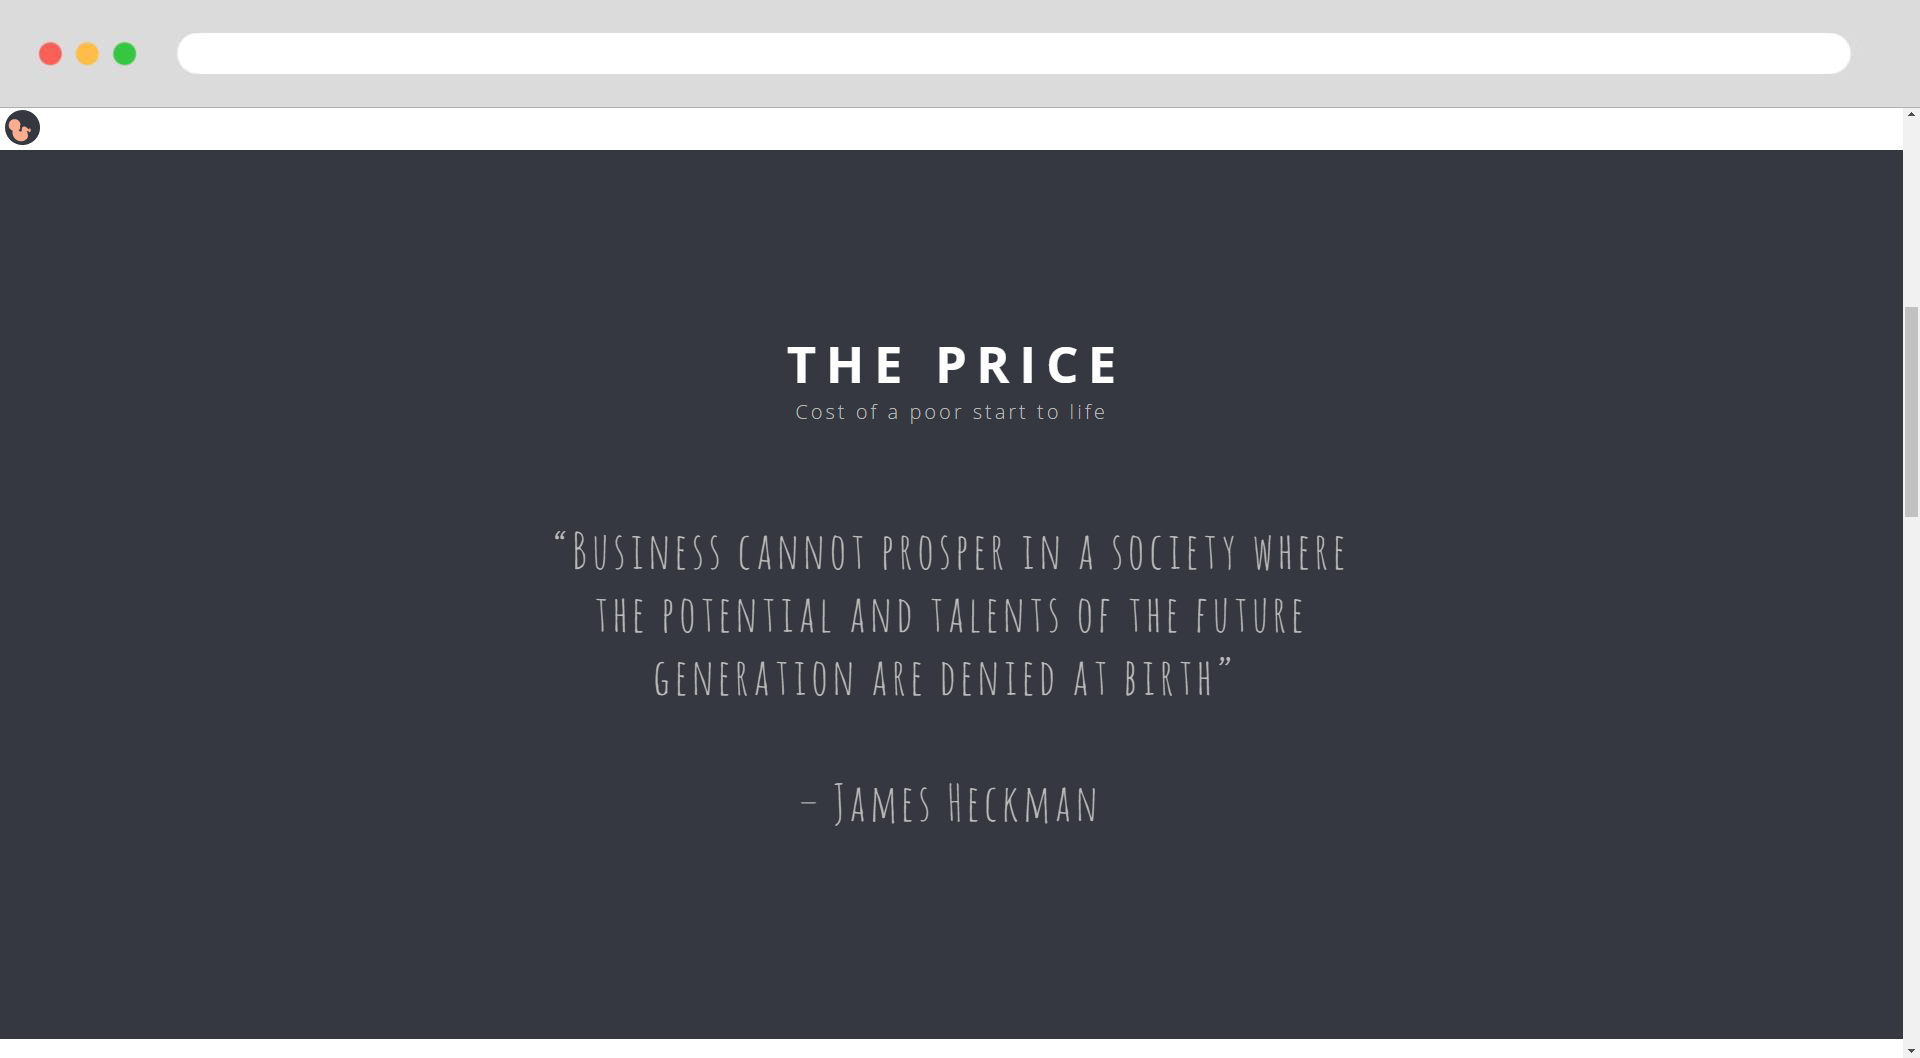 THE PRICE
Cost of a poor start to life
“Business cannot prosper in a society where
the potential and talents of the future
generation are denied at birth”
– James Heckman